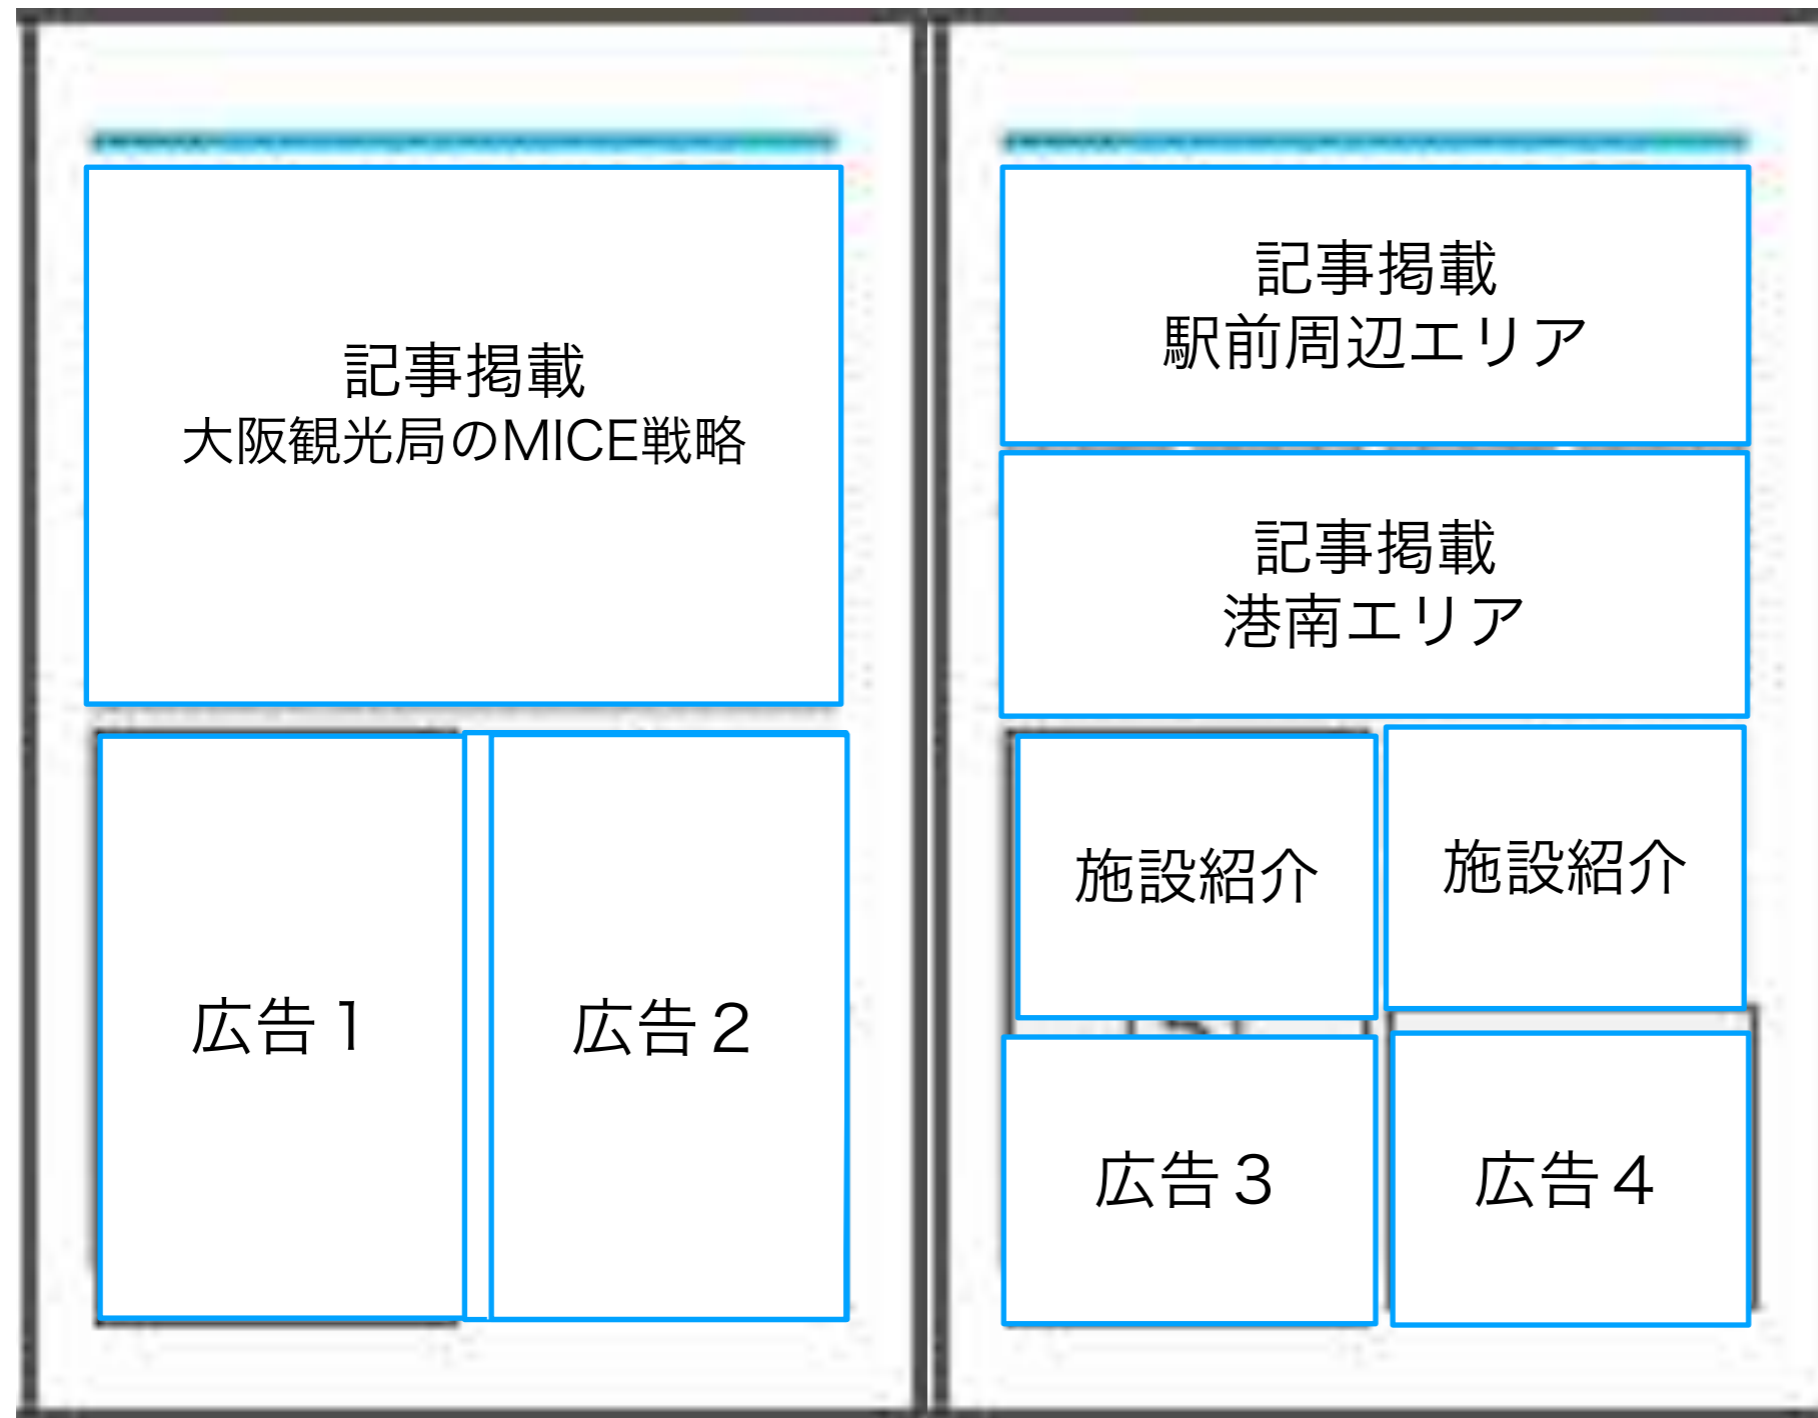 記事掲載
大阪観光局のMICE戦略
広告１
広告２
記事掲載
駅前周辺エリア
記事掲載
港南エリア
施設紹介
施設紹介
広告３
広告４